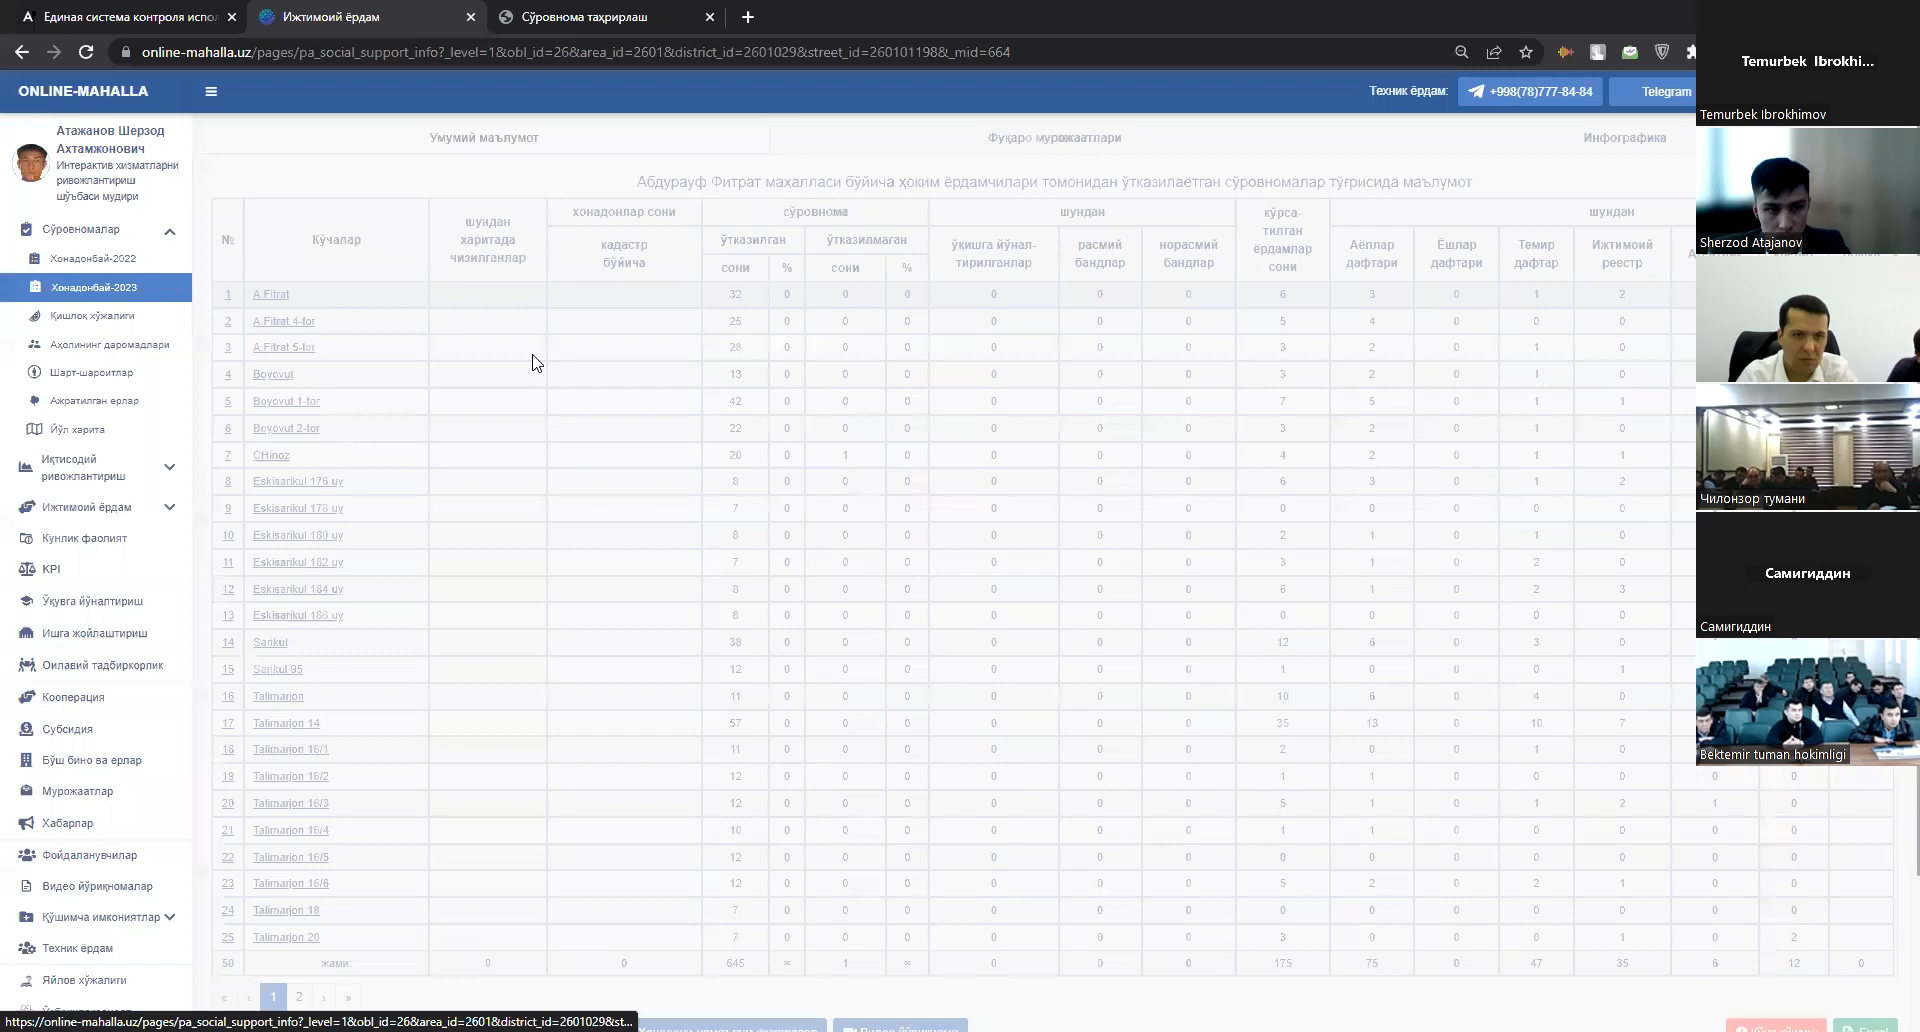 Единая система контроля испол
Ижтимоий ёрдам
Сўровнома таҳрирлаш
online-mahalla.uz/pages/pa_social_support_info?_level=1&obl_id=26&area_id=2601&district_id=2601029&street_id=260101198&_mid=664
ONLINE-MAHALLA
Техник ёрдам:
+998(78)777-84-84
Telegram
Атажанов Шерзод
Ахтамжонович
Интерактив хизматларни
ривожлантириш
шўъбаси мудири
Сўровномалар
Хонадонбай-2022
Хонадонбай-2023
Қишлоқ хўжалиги
Аҳолининг даромадлари
Шарт-шароитлар
Ажратилган ерлар
Йўл харита
Иқтисодий
ривожлантириш
Ижтимоий ёрдам
Кунлик фаолият
KPI
Ўқувга йўналтириш
Ишга жойлаштириш
Оилавий тадбиркорлик
Кооперация
Субсидия
Бўш бино ва ерлар
Мурожаатлар
Хабарлар
Фойдаланувчилар
Видео йўриқномалар
Қўшимча имкониятлар
Техник ёрдам
Яйлов хўжалиги
Умумий маълумот
Фуқаро мурожаатлари
Инфографика
Абдурауф Фитрат маҳалласи бўйича ҳоким ёрдамчилари томонидан ўтказилаётган сўровномалар тўғрисида маълумот
№ Кўчалар
шундан харитада чизилганлар
хонадонлар сони
кадастр бўйича
сўровнома
ўтказилган
сони %
ўтказилмаган
сони %
шундан
ўқишга йўнал-тирилганлар
расмий бандлар
норасмий бандлар
кўрса-тилган ёрдамлар сони
шундан
Аёллар дафтари
Ёшлар дафтари
Темир дафтар
Ижтимоий реестр
1 A.Fitrat 32 0 0 0 0 0 0 6 3 0 1 2
2 A.Fitrat 4-tor 25 0 0 0 0 0 0 5 4 0 0 0
3 A.Fitrat 5-tor 28 0 0 0 0 0 0 3 2 0 1 0
4 Boyovut 13 0 0 0 0 0 0 3 2 0 1 0
5 Boyovut 1-tor 42 0 0 0 0 0 0 7 5 0 1 1
6 Boyovut 2-tor 22 0 0 0 0 0 0 3 2 0 1 0
7 CHinoz 20 0 1 0 0 0 0 4 2 0 1 1
8 Eskisarikul 176 uy 8 0 0 0 0 0 0 6 3 0 1 2
9 Eskisarikul 178 uy 7 0 0 0 0 0 0 0 0 0 0 0
10 Eskisarikul 180 uy 8 0 0 0 0 0 0 2 1 0 1 0
11 Eskisarikul 182 uy 7 0 0 0 0 0 0 3 1 0 2 0
12 Eskisarikul 184 uy 8 0 0 0 0 0 0 6 1 0 2 3
13 Eskisarikul 186 uy 8 0 0 0 0 0 0 0 0 0 0 0
14 Sarikul 38 0 0 0 0 0 0 12 6 0 3 0
15 Sarikul 95 12 0 0 0 0 0 0 1 0 0 0 1
16 Talimarjon 11 0 0 0 0 0 0 10 6 0 4 0
17 Talimarjon 14 57 0 0 0 0 0 0 35 13 0 10 7
18 Talimarjon 16/1 11 0 0 0 0 0 0 2 0 0 1 0
19 Talimarjon 16/2 12 0 0 0 0 0 0 1 1 0 0 0 0 0
20 Talimarjon 16/3 12 0 0 0 0 0 0 5 1 0 1 2 1 0
21 Talimarjon 16/4 10 0 0 0 0 0 0 1 1 0 0 0 0 0
22 Talimarjon 16/5 12 0 0 0 0 0 0 0 0 0 0 0 0 0
23 Talimarjon 16/6 12 0 0 0 0 0 0 5 2 0 2 1 0 0
24 Talimarjon 18 7 0 0 0 0 0 0 0 0 0 0 0 0 0
25 Talimarjon 20 7 0 0 0 0 0 0 3 0 0 0 1 0 2
50 жами: 0 0 645 ∞ 1 ∞ 0 0 0 175 75 0 47 35 6 12 0
« ‹ 1 2 › »
https://online-mahalla.uz/pages/pa_social_support_info?_level=1&obl_id=26&area_id=2601&district_id=2601029&st...
Видео йўриқнома
Excel
Temurbek Ibrokhi...
Temurbek Ibrokhimov
Sherzod Atajanov
Чилонзор тумани
Самигиддин
Самигиддин
Bektemir tuman hokimligi